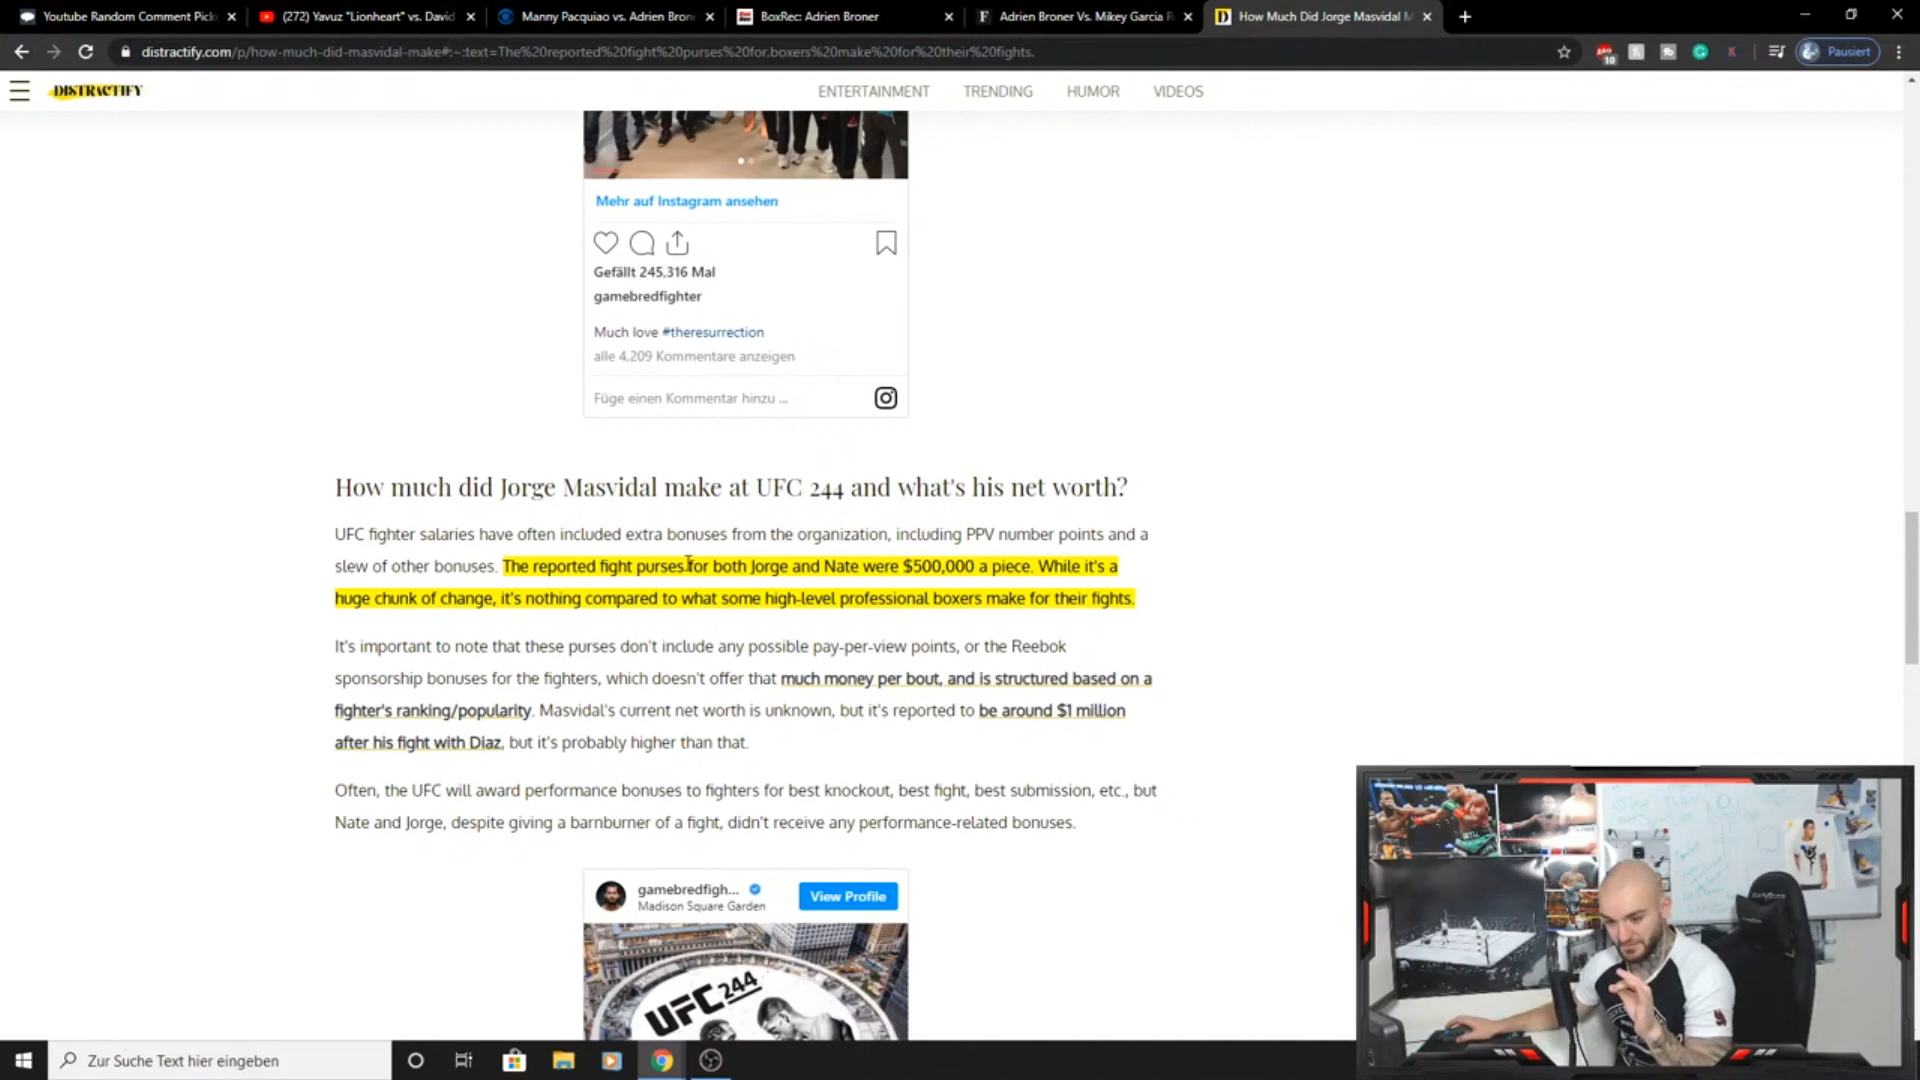 Youtube Random Comment Pick
(272) Yavuz "Lionheart" vs. David
Manny Pacquiao vs. Adrien Bron
BoxRec: Adrien Broner
Adrien Broner Vs. Mikey Garcia F
How Much Did Jorge Masvidal M
distractify.com/p/how-much-did-masvidal-make#:~:text=The%20reported%20fight%20purses%20for,boxers%20make%20for%20their%20fights.
10
Pausiert
DISTRACTIFY
ENTERTAINMENT TRENDING HUMOR VIDEOS
Mehr auf Instagram ansehen
Gefällt 245.316 Mal
gamebredfighter
Much love #theresurrection
alle 4.209 Kommentare anzeigen
Füge einen Kommentar hinzu ...
How much did Jorge Masvidal make at UFC 244 and what's his net worth?
UFC fighter salaries have often included extra bonuses from the organization, including PPV number points and a
slew of other bonuses. The reported fight purses for both Jorge and Nate were $500,000 a piece. While it's a
huge chunk of change, it's nothing compared to what some high-level professional boxers make for their fights.
It's important to note that these purses don't include any possible pay-per-view points, or the Reebok
sponsorship bonuses for the fighters, which doesn't offer that much money per bout, and is structured based on a
fighter's ranking/popularity. Masvidal's current net worth is unknown, but it's reported to be around $1 million
after his fight with Diaz, but it's probably higher than that.
Often, the UFC will award performance bonuses to fighters for best knockout, best fight, best submission, etc., but
Nate and Jorge, despite giving a barnburner of a fight, didn't receive any performance-related bonuses.
gamebredfigh...
Madison Square Garden
View Profile
UFC 244
Zur Suche Text hier eingeben